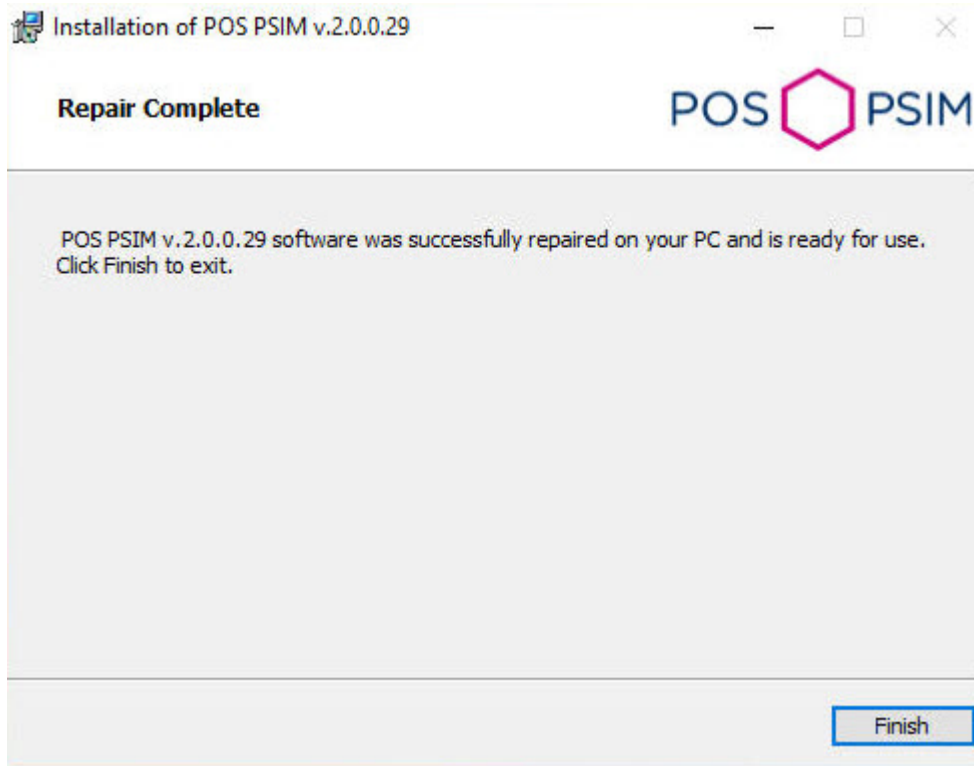 Installation of POS PSIM v.2.0.0.29
Repair Complete
POS PSIM
POS PSIM v.2.0.0.29 software was successfully repaired on your PC and is ready for use.
Click Finish to exit.
Finish